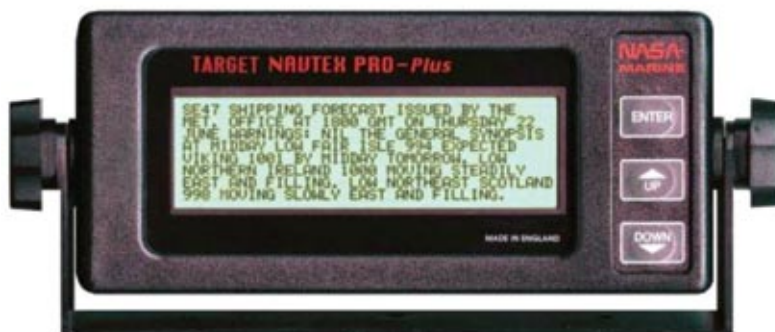 TARGET NAVTEX PRO-Plus
NASA
MARINE
SE47 SHIPPING FORECAST ISSUED BY THE
MET. OFFICE AT 1800 GMT ON THURSDAY 22
JUNE WARNINGS: NIL THE GENERAL SYNOPSIS
AT MIDDAY LOW FAIR ISLE 994 EXPECTED
VIKING 1001 BY MIDDAY TOMORROW. LOW
NORTHERN IRELAND 1000 MOVING STEADILY
EAST AND FILLING. LOW NORTHEAST SCOTLAND
998 MOVING SLOWLY EAST AND FILLING.
ENTER
UP
DOWN
MADE IN ENGLAND